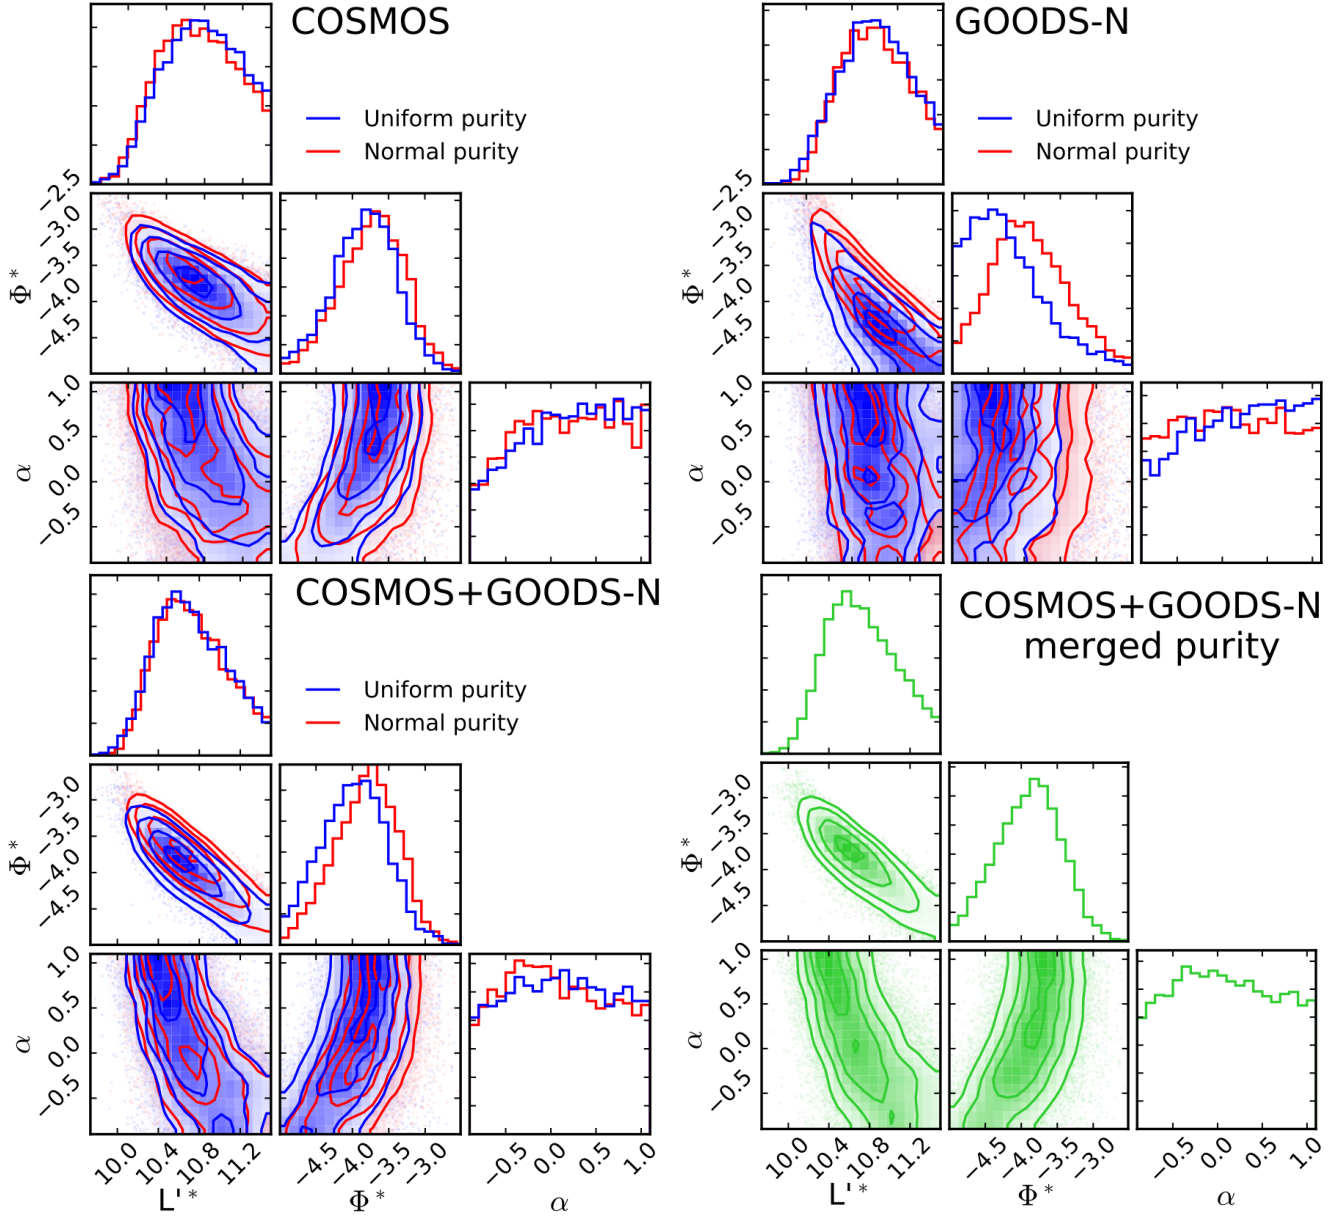 COSMOS
Uniform purity
Normal purity
Φ*
−2.5
−3.0
−3.5
−4.0
−4.5
α
1.0
0.5
0.0
−0.5
GOODS-N
Uniform purity
Normal purity
Φ*
−2.5
−3.0
−3.5
−4.0
−4.5
α
1.0
0.5
0.0
−0.5
COSMOS+GOODS-N
Uniform purity
Normal purity
Φ*
−3.0
−3.5
−4.0
−4.5
α
1.0
0.5
0.0
−0.5
10.0 10.4 10.8 11.2
−4.5 −4.0 −3.5 −3.0
−0.5 0.0 0.5 1.0
L'* Φ* α
COSMOS+GOODS-N
merged purity
Φ*
−3.0
−3.5
−4.0
−4.5
α
1.0
0.5
0.0
−0.5
10.0 10.4 10.8 11.2
−4.5 −4.0 −3.5 −3.0
−0.5 0.0 0.5 1.0
L'* Φ* α